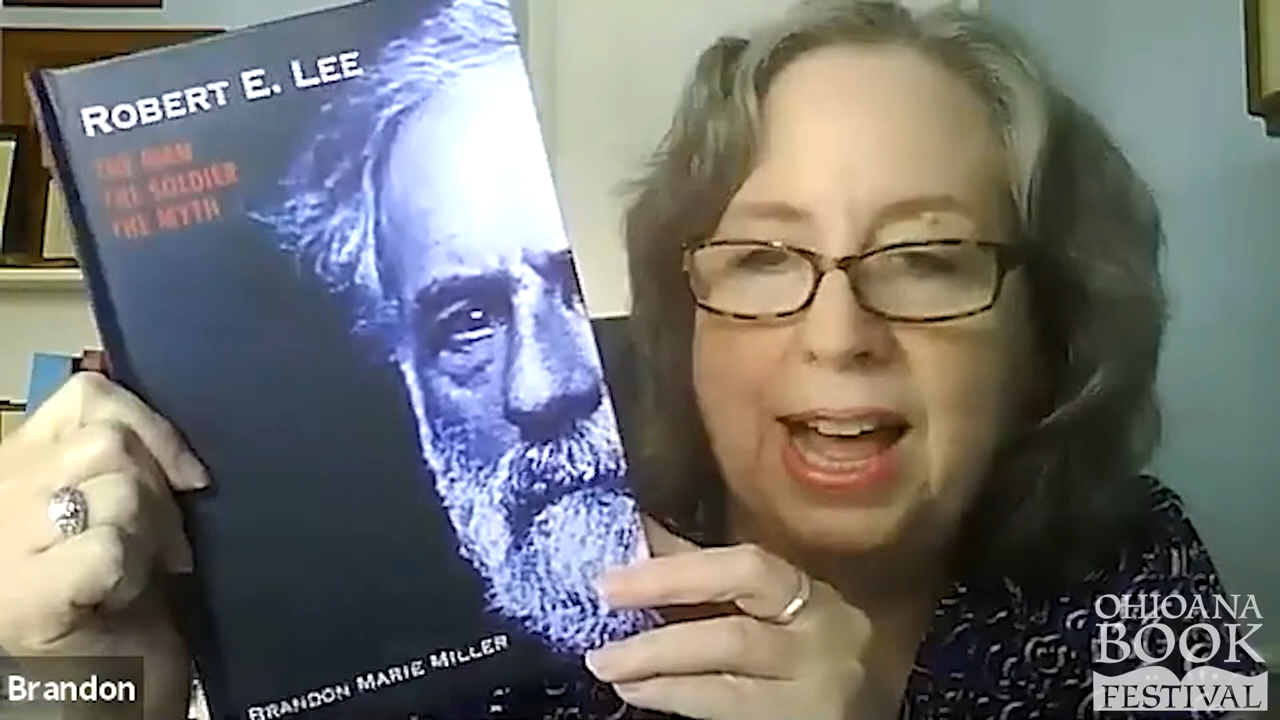 ROBERT E. LEE
THE MAN
THE SOLDIER
THE MYTH
BRANDON MARIE MILLER
Brandon
OHIOANA
BOOK
FESTIVAL